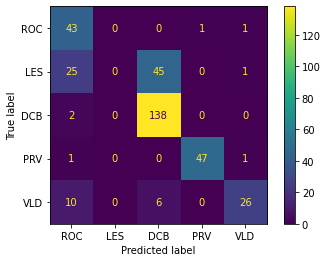 ROC 43 0 0 1 1
LES 25 0 45 0 1
DCB 2 0 138 0 0
PRV 1 0 0 47 1
VLD 10 0 6 0 26
ROC LES DCB PRV VLD
Predicted label
True label
120
100
80
60
40
20
0